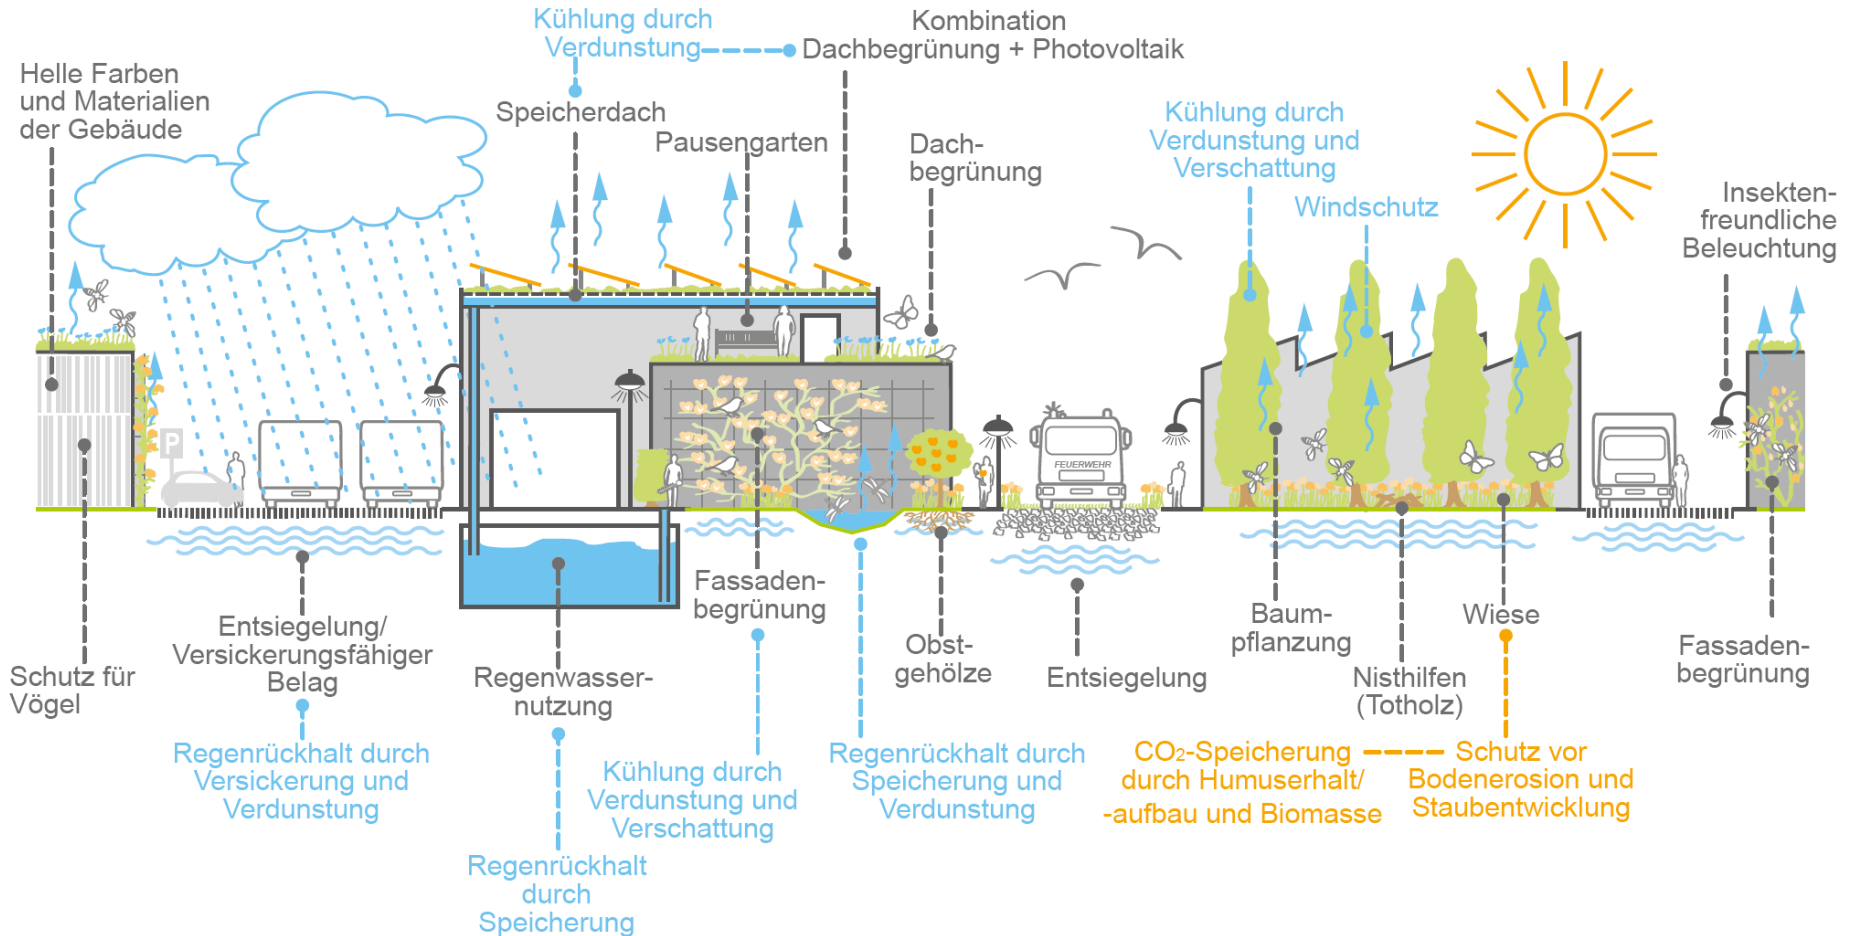 Kühlung durch
Verdunstung
Kombination
Dachbegrünung + Photovoltaik
Helle Farben
und Materialien
der Gebäude
Speicherdach
Pausengarten
Dach-
begrünung
Kühlung durch
Verdunstung und
Verschattung
Windschutz
Insekten-
freundliche
Beleuchtung
P
FEUERWEHR
Schutz für
Vögel
Entsiegelung/
Versickerungsfähiger
Belag
Regenrückhalt durch
Versickerung und
Verdunstung
Regenwasser-
nutzung
Regenrückhalt
durch
Speicherung
Fassaden-
begrünung
Kühlung durch
Verdunstung und
Verschattung
Regenrückhalt durch
Speicherung und
Verdunstung
Obst-
gehölze
Entsiegelung
Baum-
pflanzung
Nisthilfen
(Totholz)
Wiese
CO₂-Speicherung
durch Humuserhalt/
-aufbau und Biomasse
Schutz vor
Bodenerosion und
Staubentwicklung
Fassaden-
begrünung